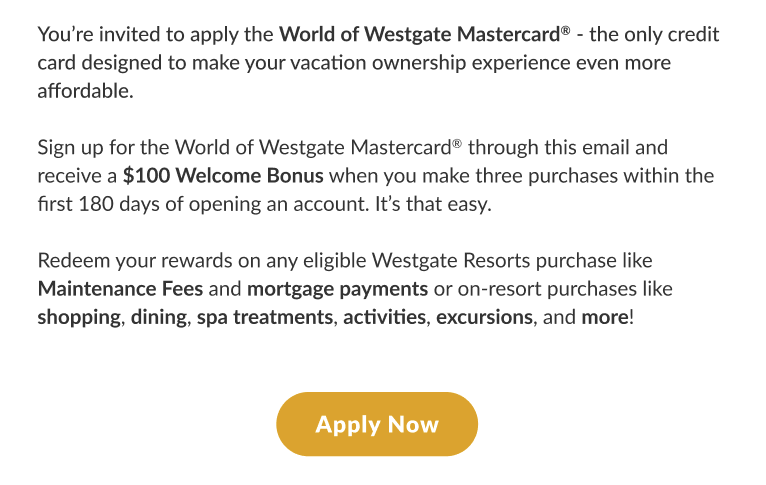 You’re invited to apply the World of Westgate Mastercard® - the only credit
card designed to make your vacation ownership experience even more
affordable.
Sign up for the World of Westgate Mastercard® through this email and
receive a $100 Welcome Bonus when you make three purchases within the
first 180 days of opening an account. It’s that easy.
Redeem your rewards on any eligible Westgate Resorts purchase like
Maintenance Fees and mortgage payments or on-resort purchases like
shopping, dining, spa treatments, activities, excursions, and more!
Apply Now